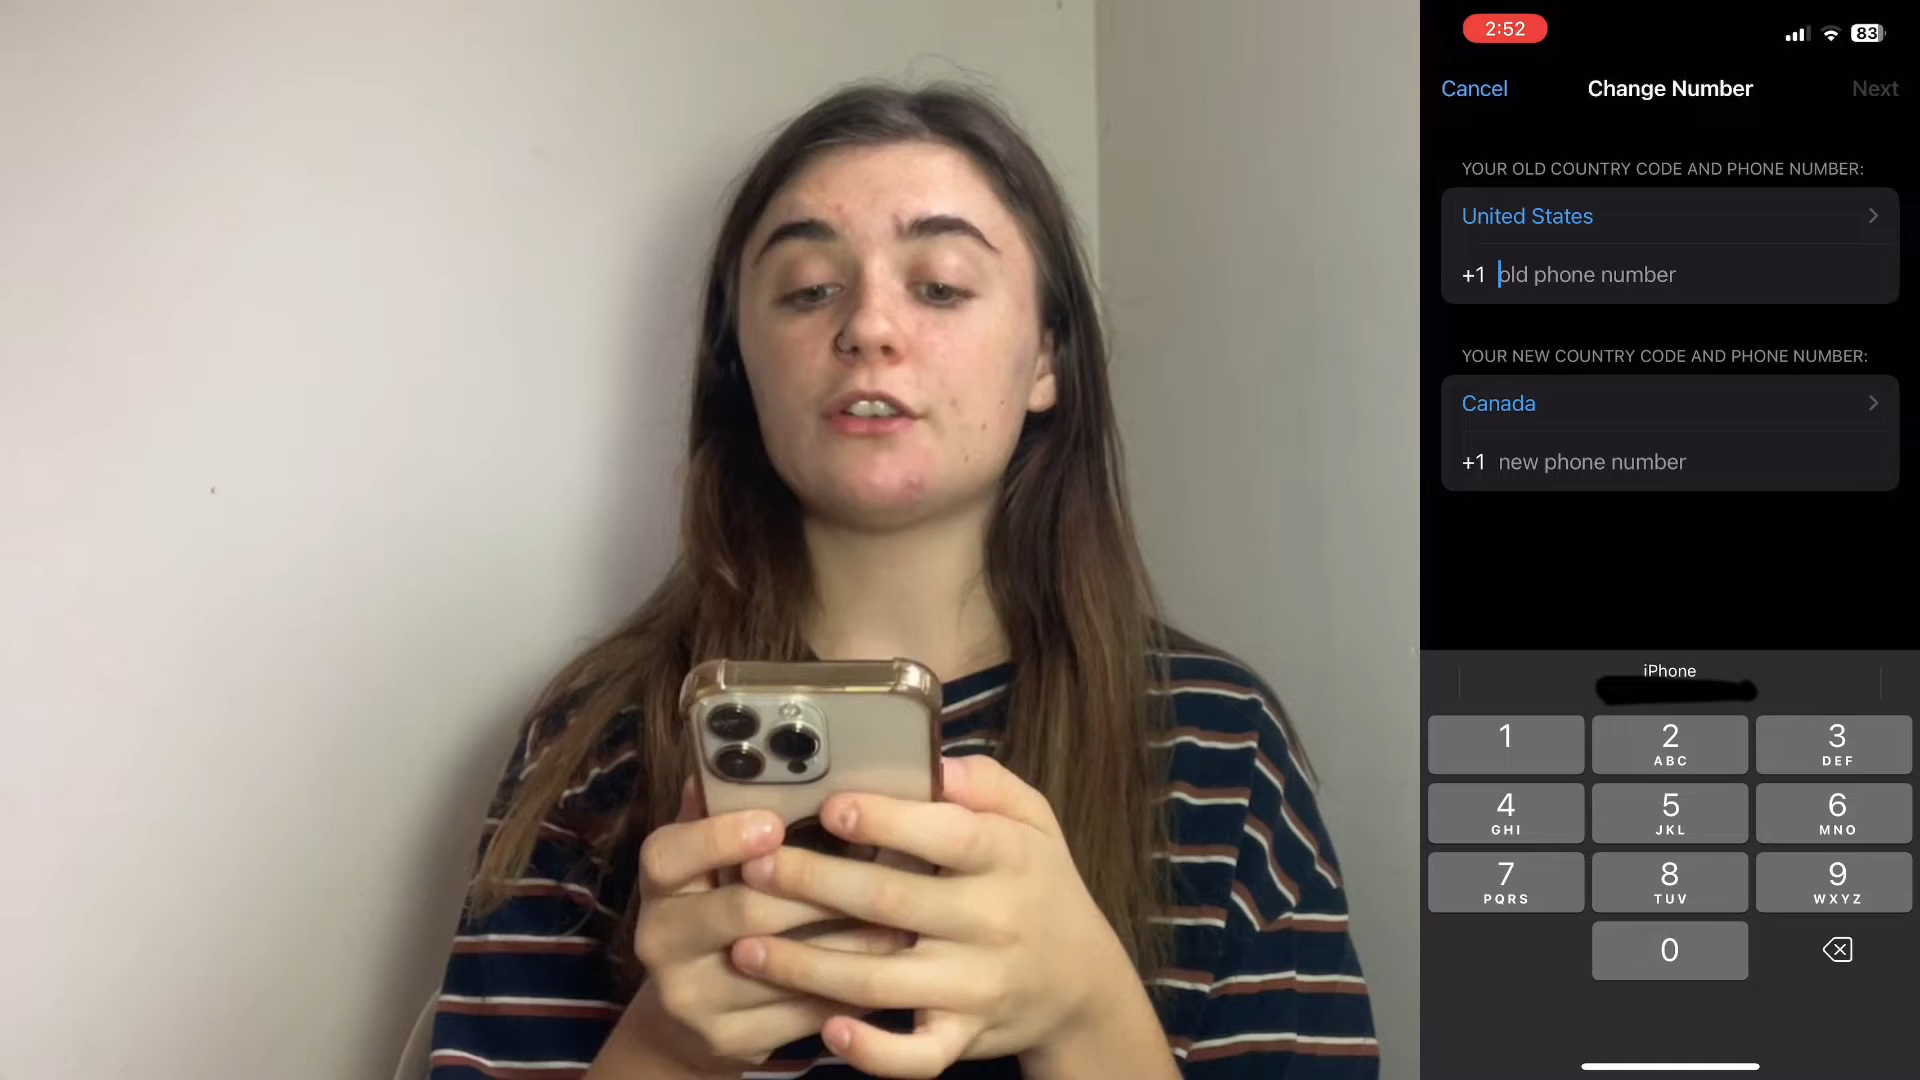 2:52
83
Cancel
Change Number
Next
YOUR OLD COUNTRY CODE AND PHONE NUMBER:
United States
+1 old phone number
YOUR NEW COUNTRY CODE AND PHONE NUMBER:
Canada
+1 new phone number
iPhone
1
2
ABC
3
DEF
4
GHI
5
JKL
6
MNO
7
PQRS
8
TUV
9
WXYZ
0